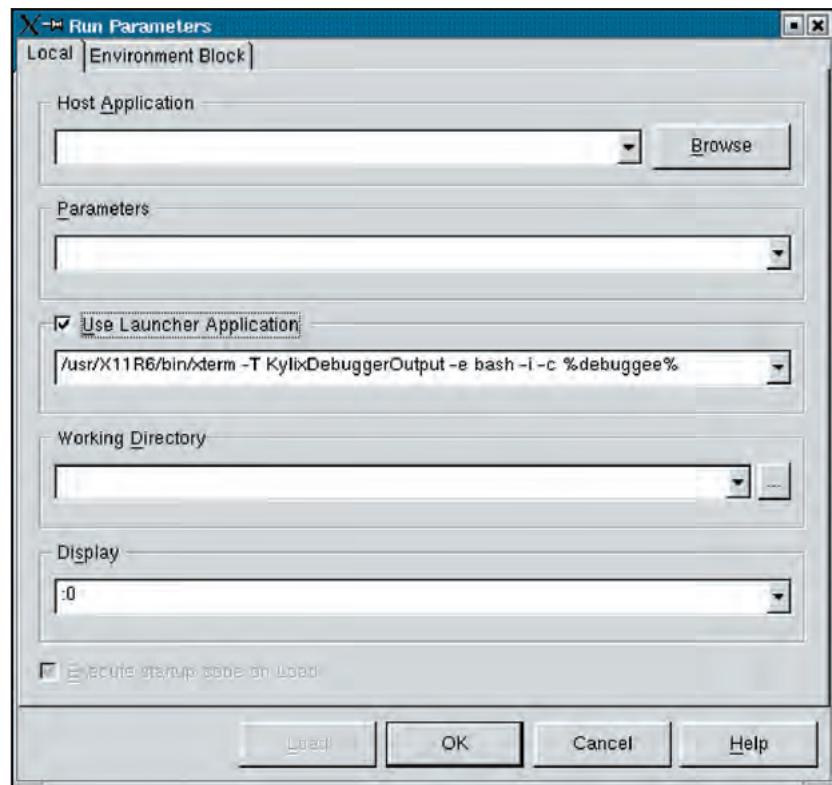 Run Parameters
Local Environment Block
Host Application
Browse
Parameters
Use Launcher Application
/usr/X11R6/bin/xterm -T KylixDebuggerOutput -e bash -i -c %debuggee%
Working Directory
...
Display
:0
Execute startup code on Load
Load OK Cancel Help